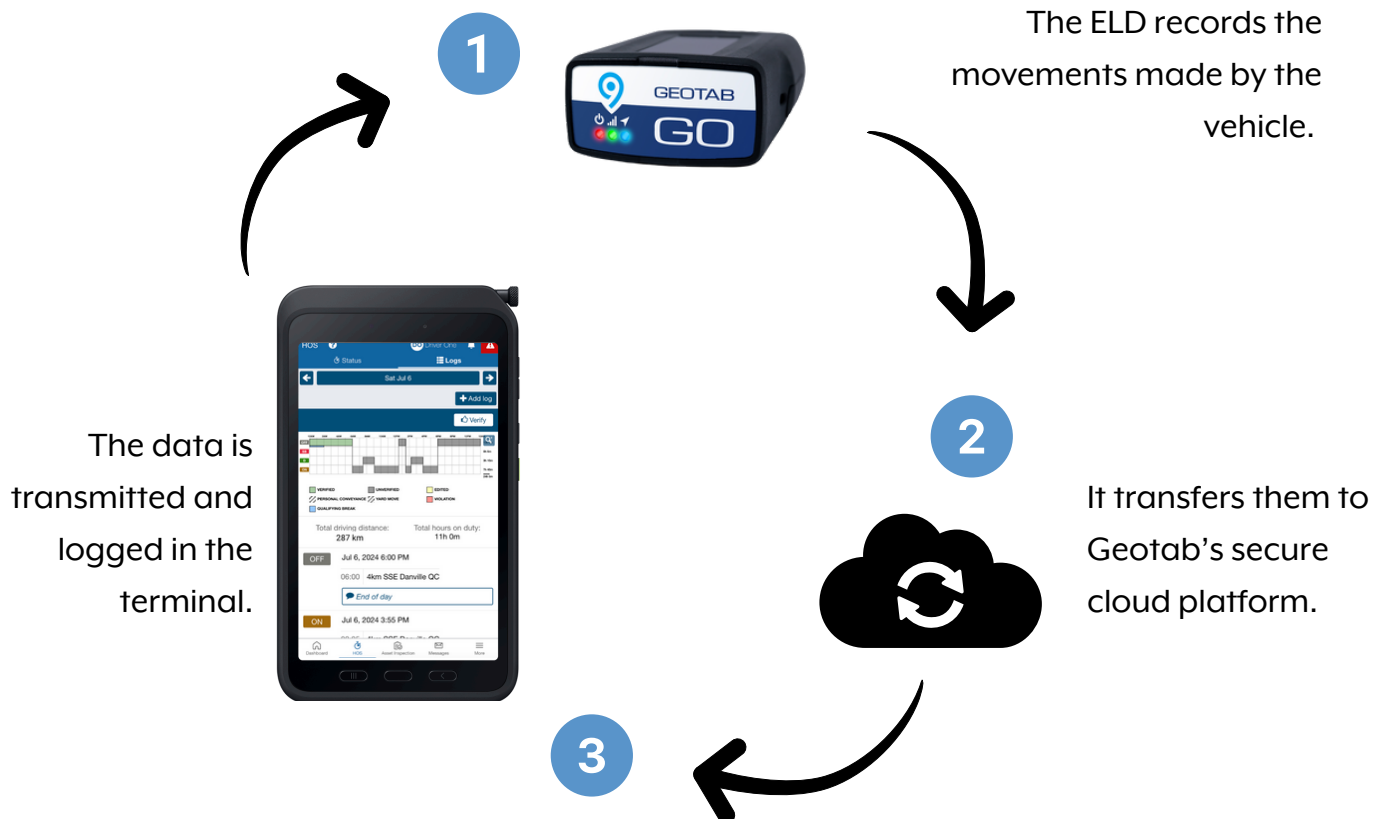 1
GEOTAB
GO
The ELD records the
movements made by the
vehicle.
2
It transfers them to
Geotab’s secure
cloud platform.
3
The data is
transmitted and
logged in the
terminal.
HOS ?
Driver One
Status
Logs
Sat Jul 6
+ Add log
Verify
VERIFIED UNVERIFIED EDITED
PERSONAL CONVEYANCE YARD MOVE VIOLATION
QUALIFYING BREAK
Total driving distance: Total hours on duty:
287 km 11h 0m
OFF Jul 6, 2024 6:00 PM
06:00 4km SSE Danville QC
End of day
ON Jul 6, 2024 3:55 PM
Dashboard HOS Asset Inspection Messages More